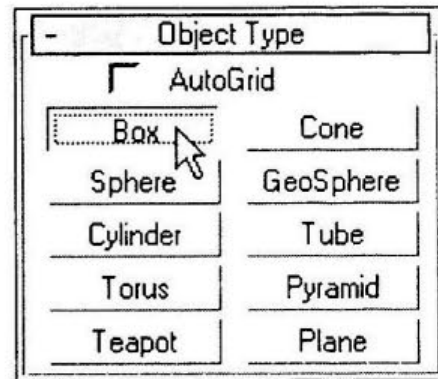 - Object Type
AutoGrid
Box Cone
Sphere GeoSphere
Cylinder Tube
Torus Pyramid
Teapot Plane